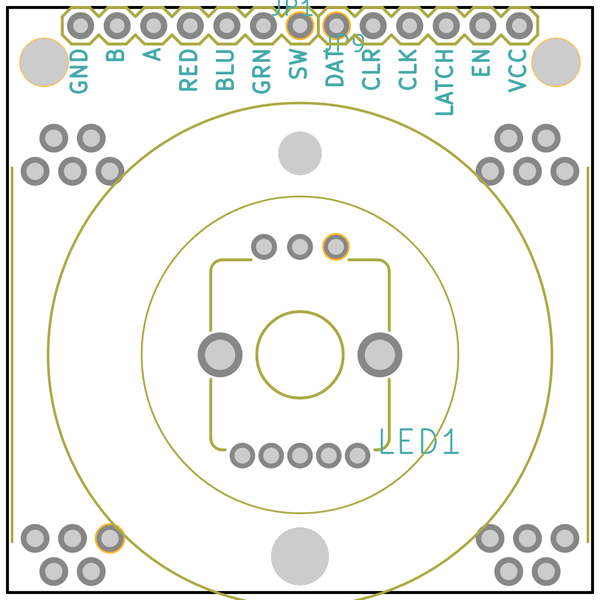 JP1
JP9
GND
B
A
RED
BLU
GRN
SW
DAT
CLR
CLK
LATCH
EN
VCC
LED1